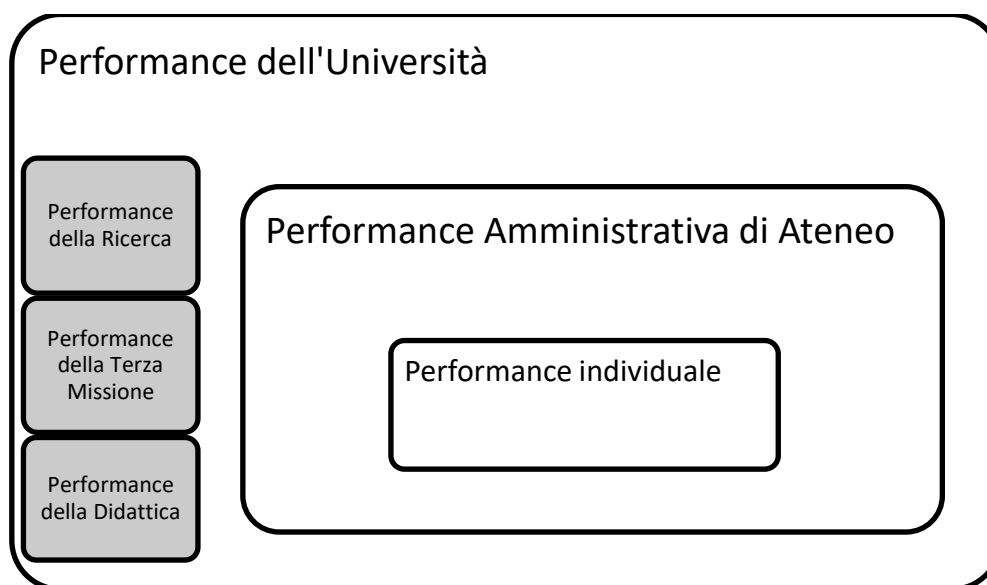 Performance dell'Università
Performance
della Ricerca
Performance
della Terza
Missione
Performance
della Didattica
Performance Amministrativa di Ateneo
Performance individuale